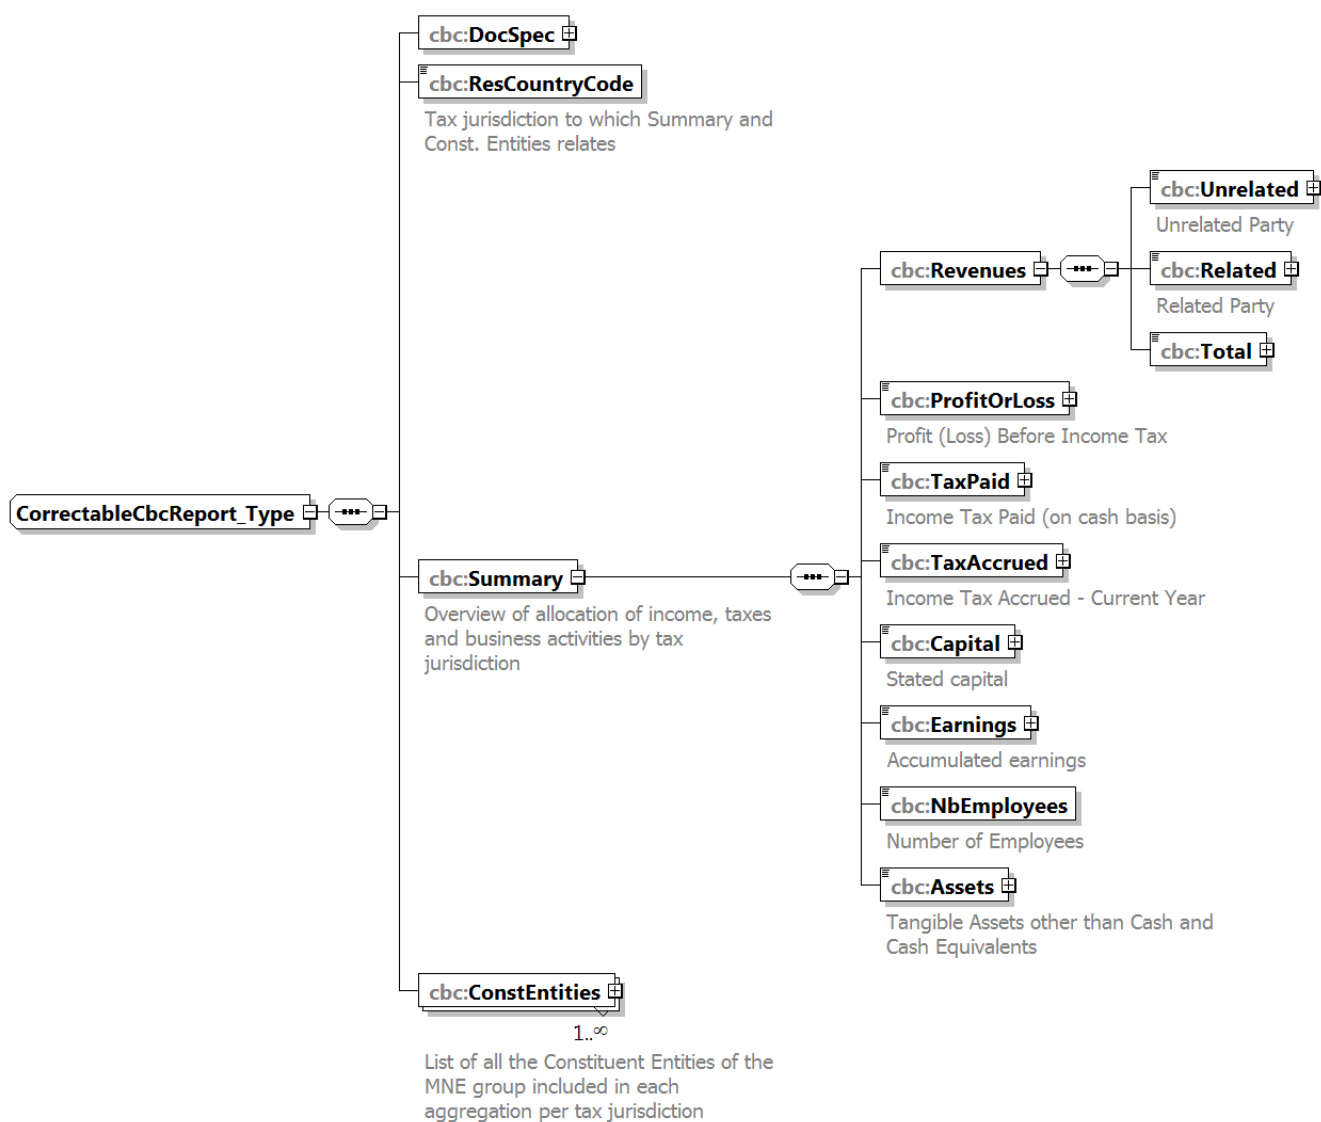 cbc:DocSpec
cbc:ResCountryCode
Tax jurisdiction to which Summary and
Const. Entities relates
cbc:Unrelated
Unrelated Party
cbc:Revenues
cbc:Related
Related Party
cbc:Total
cbc:ProfitOrLoss
Profit (Loss) Before Income Tax
cbc:TaxPaid
Income Tax Paid (on cash basis)
CorrectableCbcReport_Type
cbc:TaxAccrued
Income Tax Accrued - Current Year
cbc:Summary
Overview of allocation of income, taxes
and business activities by tax
jurisdiction
cbc:Capital
Stated capital
cbc:Earnings
Accumulated earnings
cbc:NbEmployees
Number of Employees
cbc:Assets
Tangible Assets other than Cash and
Cash Equivalents
cbc:ConstEntities
1..∞
List of all the Constituent Entities of the
MNE group included in each
aggregation per tax jurisdiction